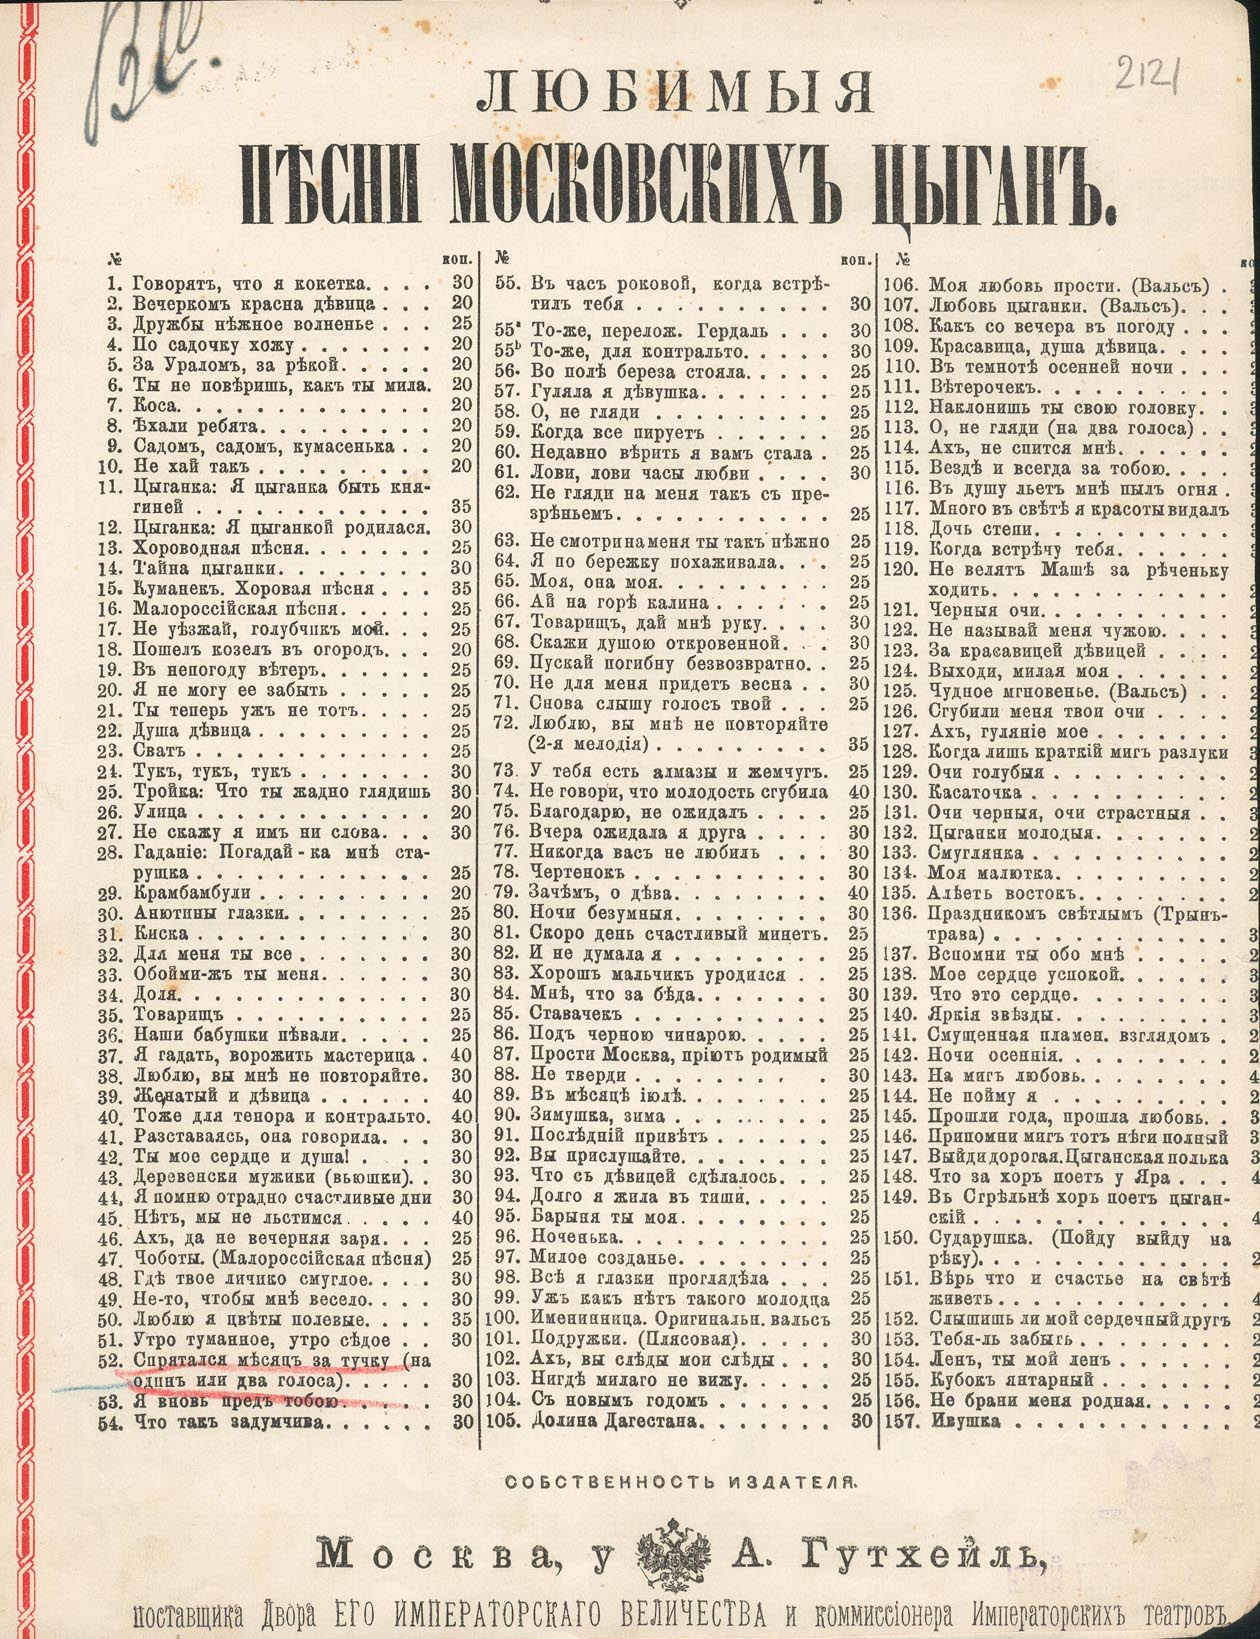 2121
ЛЮБИМЫЯ
ПѢСНИ МОСКОВСКИХЪ ЦЫГАНЪ.
№ коп.
1. Говорятъ, что я кокетка. . . . 30
2. Вечеркомъ красна дѣвица . . . 20
3. Дружбы нѣжное волненье . . . 25
4. По садочку хожу . . . . . . . 20
5. За Ураломъ, за рѣкой. . . . . 20
6. Ты не повѣришь, какъ ты мила. 20
7. Коса. . . . . . . . . . . . 20
8. Ѣхали ребята. . . . . . . . . 20
9. Садомъ, садомъ, кумасенька . . 20
10. Не хай такъ . . . . . . . . . 20
11. Цыганка: Я цыганка быть кня-
гиней . . . . . . . . . . . . 35
12. Цыганка: Я цыганкой родилася. 30
13. Хороводная пѣсня. . . . . . . 25
14. Тайна цыганки. . . . . . . . 30
15. Куманек. Хоровая пѣсня . . . 35
16. Малороссійская пѣсня. . . . . 25
17. Не уѣзжай, голубчикъ мой. . . 25
18. Пошелъ козелъ въ огородъ. . . 20
19. Въ непогоду вѣтеръ. . . . . . 25
20. Я не могу ее забыть . . . . . 25
21. Ты теперь ужъ не тотъ. . . . . 25
22. Душа дѣвица . . . . . . . . . 25
23. Сватъ . . . . . . . . . . . . 25
24. Тукъ, тукъ, тукъ . . . . . . . 30
25. Тройка: Что ты жадно глядишь 30
26. Улица . . . . . . . . . . . . 20
27. Не скажу я имъ ни слова. . . 30
28. Гаданіе: Погадай-ка мнѣ ста-
рушка . . . . . . . . . . . . 25
29. Крамбамбули . . . . . . . . . 20
30. Анютины глазки. . . . . . . . 25
31. Киска . . . . . . . . . . . . 30
32. Для меня ты все . . . . . . . 30
33. Обойми-жъ ты меня. . . . . . 30
34. Доля. . . . . . . . . . . . . 30
35. Товарищъ . . . . . . . . . . 25
36. Наши бабушки пѣвали. . . . . 25
37. Я гадать, ворожить мастерица . 40
38. Люблю, вы мнѣ не повторяйте. 30
39. Женатый и дѣвица . . . . . . 40
40. Тоже для тенора и контральто. 40
41. Разставаясь, она говорила. . . 30
42. Ты мое сердце и душа! . . . . 30
43. Деревенски мужики (вьюшки). . 30
44. Я помню отрадно счастливые дни 30
45. Нѣтъ, мы не льстимся . . . . . 40
46. Ахъ, да не вечерняя заря. . . 25
47. Чоботы. (Малороссійская пѣсня) 25
48. Гдѣ твое личико смуглое. . . . 30
49. Не-то, чтобы мнѣ весело. . . . 30
50. Люблю я цвѣты полевые. . . . 35
51. Утро туманное, утро сѣдое . . 30
52. Спрятался мѣсяцъ за тучку (на
одинъ или два голоса). . . . . 30
53. Я вновь предъ тобою. . . . . 30
54. Что такъ задумчива. . . . . . 30
№ коп.
55. Въ часъ роковой, когда встрѣ-
тилъ тебя . . . . . . . . . . 30
55а То-же, перелож. Гердаль . . . 30
55b То-же, для контральто. . . . . 30
56. Во полѣ береза стояла. . . . . 25
57. Гуляла я дѣвушка. . . . . . . 25
58. О, не гляди . . . . . . . . . 25
59. Когда все пируетъ . . . . . . 25
60. Недавно вѣрить я вамъ стала . 25
61. Лови, лови часы любви . . . . 30
62. Не гляди на меня такъ съ пре-
зрѣньемъ. . . . . . . . . . . 25
63. Не смотри на меня ты такъ нѣжно 25
64. Я по бережку похаживала. . . 25
65. Моя, она моя. . . . . . . . . 25
66. Ай на горѣ калина . . . . . . 25
67. Товарищъ, дай мнѣ руку. . . . 30
68. Скажи душою откровенной. . . 30
69. Пускай погибну безвозвратно. . 25
70. Не для меня придетъ весна . . 30
71. Снова слышу голосъ твой . . . 25
72. Люблю, вы мнѣ не повторяйте
(2-я мелодія) . . . . . . . . . 35
73. У тебя есть алмазы и жемчугъ. 25
74. Не говори, что молодость сгубила 40
75. Благодарю, не ожидалъ . . . . 25
76. Вчера ожидала я друга . . . . 30
77. Никогда васъ не любилъ . . . 30
78. Чертенокъ . . . . . . . . . . 30
79. Зачѣмъ, о дѣва. . . . . . . . 40
80. Ночи безумныя. . . . . . . . 30
81. Скоро день счастливый минетъ. 25
82. И не думала я . . . . . . . . 25
83. Хорошъ мальчикъ уродился . . 25
84. Мнѣ, что за бѣда. . . . . . . 30
85. Ставачекъ . . . . . . . . . . 25
86. Подъ черною чинарою. . . . . 25
87. Прости Москва, пріютъ родимый 25
88. Не тверди . . . . . . . . . . 30
89. Въ мѣсяцѣ іюлѣ. . . . . . . . 25
90. Зимушка, зима . . . . . . . . 25
91. Послѣдній привѣтъ . . . . . . 25
92. Вы прислушайте. . . . . . . . 25
93. Что съ дѣвицей сдѣлалось. . . 25
94. Долго я жила въ тиши. . . . . 25
95. Барыня ты моя. . . . . . . . 25
96. Ноченька. . . . . . . . . . . 25
97. Милое созданье. . . . . . . . 25
98. Всѣ я глазки проглядѣла . . . 25
99. Ужъ какъ нѣтъ такого молодца 25
100. Именинница. Оригинальн. вальсъ 25
101. Подружки. (Плясовая). . . . . 30
102. Ахъ, вы слѣды мои слѣды . . . 30
103. Нигдѣ милаго не вижу. . . . . 25
104. Съ новымъ годомъ . . . . . . 25
105. Долина Дагестана. . . . . . . 30
№
106. Моя любовь прости. (Вальсъ) .
107. Любовь цыганки. (Вальсъ). . .
108. Какъ со вечера въ погоду . . .
109. Красавица, душа дѣвица. . . .
110. Въ темнотѣ осенней ночи . . .
111. Вѣтерочекъ. . . . . . . . . .
112. Наклонишь ты свою головку. .
113. О, не гляди (на два голоса) . .
114. Ахъ, не спится мнѣ. . . . . .
115. Вездѣ и всегда за тобою. . . .
116. Въ душу льетъ мнѣ пылъ огня .
117. Много въ свѣтѣ я красоты видалъ
118. Дочь степи. . . . . . . . . .
119. Когда встрѣчу тебя. . . . . .
120. Не велятъ Машѣ за рѣченьку
ходить. . . . . . . . . . . .
121. Черныя очи. . . . . . . . . .
122. Не называй меня чужою. . . .
123. За красавицей дѣвицей . . . .
124. Выходи, милая моя . . . . . .
125. Чудное мгновенье. (Вальсъ) . .
126. Сгубили меня твои очи . . . .
127. Ахъ, гуляніе мое . . . . . . .
128. Когда лишь краткій мигъ разлуки
129. Очи голубыя . . . . . . . . .
130. Касаточка . . . . . . . . . .
131. Очи черныя, очи страстныя . .
132. Цыганки молодыя. . . . . . .
133. Смуглянка . . . . . . . . . .
134. Моя малютка. . . . . . . . .
135. Алѣетъ востокъ. . . . . . . .
136. Праздникомъ свѣтлымъ (Трынъ-
трава) . . . . . . . . . . . .
137. Вспомни ты обо мнѣ . . . . .
138. Мое сердце успокой. . . . . .
139. Что это сердце. . . . . . . .
140. Яркія звѣзды. . . . . . . . .
141. Смущенная пламен. взглядомъ .
142. Ночи осеннія. . . . . . . . .
143. На мигъ любовь. . . . . . . .
144. Не пойму я . . . . . . . . .
145. Прошли года, прошла любовь. .
146. Припомни мигъ тотъ нѣги полный
147. Выйди дорогая. Цыганская полька
148. Что за хоръ поетъ у Яра . . .
149. Въ Стрѣльнѣ хоръ поетъ цыган-
скій . . . . . . . . . . . . .
150. Сударушка. (Пойду выйду на
рѣку). . . . . . . . . . . . .
151. Вѣрь что и счастье на свѣтѣ
живетъ. . . . . . . . . . . .
152. Слышишь ли мой сердечный другъ
153. Тебя-ль забыть . . . . . . . .
154. Ленъ, ты мой ленъ . . . . . .
155. Кубокъ янтарный . . . . . . .
156. Не брани меня родная. . . . .
157. Ивушка . . . . . . . . . . .
СОБСТВЕННОСТЬ ИЗДАТЕЛЯ.
Москва, у А. Гутхейль,
поставщика Двора ЕГО ИМПЕРАТОРСКАГО ВЕЛИЧЕСТВА и коммиссіонера Императорскихъ театровъ.